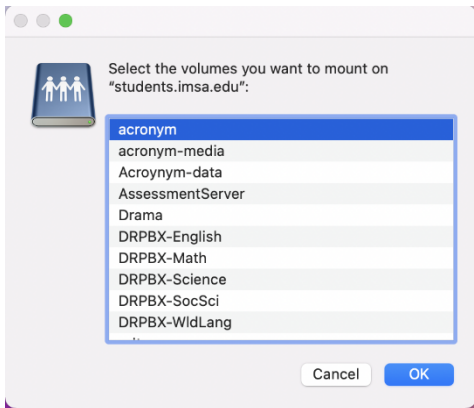 Select the volumes you want to mount on
“students.imsa.edu”:
acronym
acronym-media
Acroynym-data
AssessmentServer
Drama
DRPBX-English
DRPBX-Math
DRPBX-Science
DRPBX-SocSci
DRPBX-WldLang
Cancel
OK